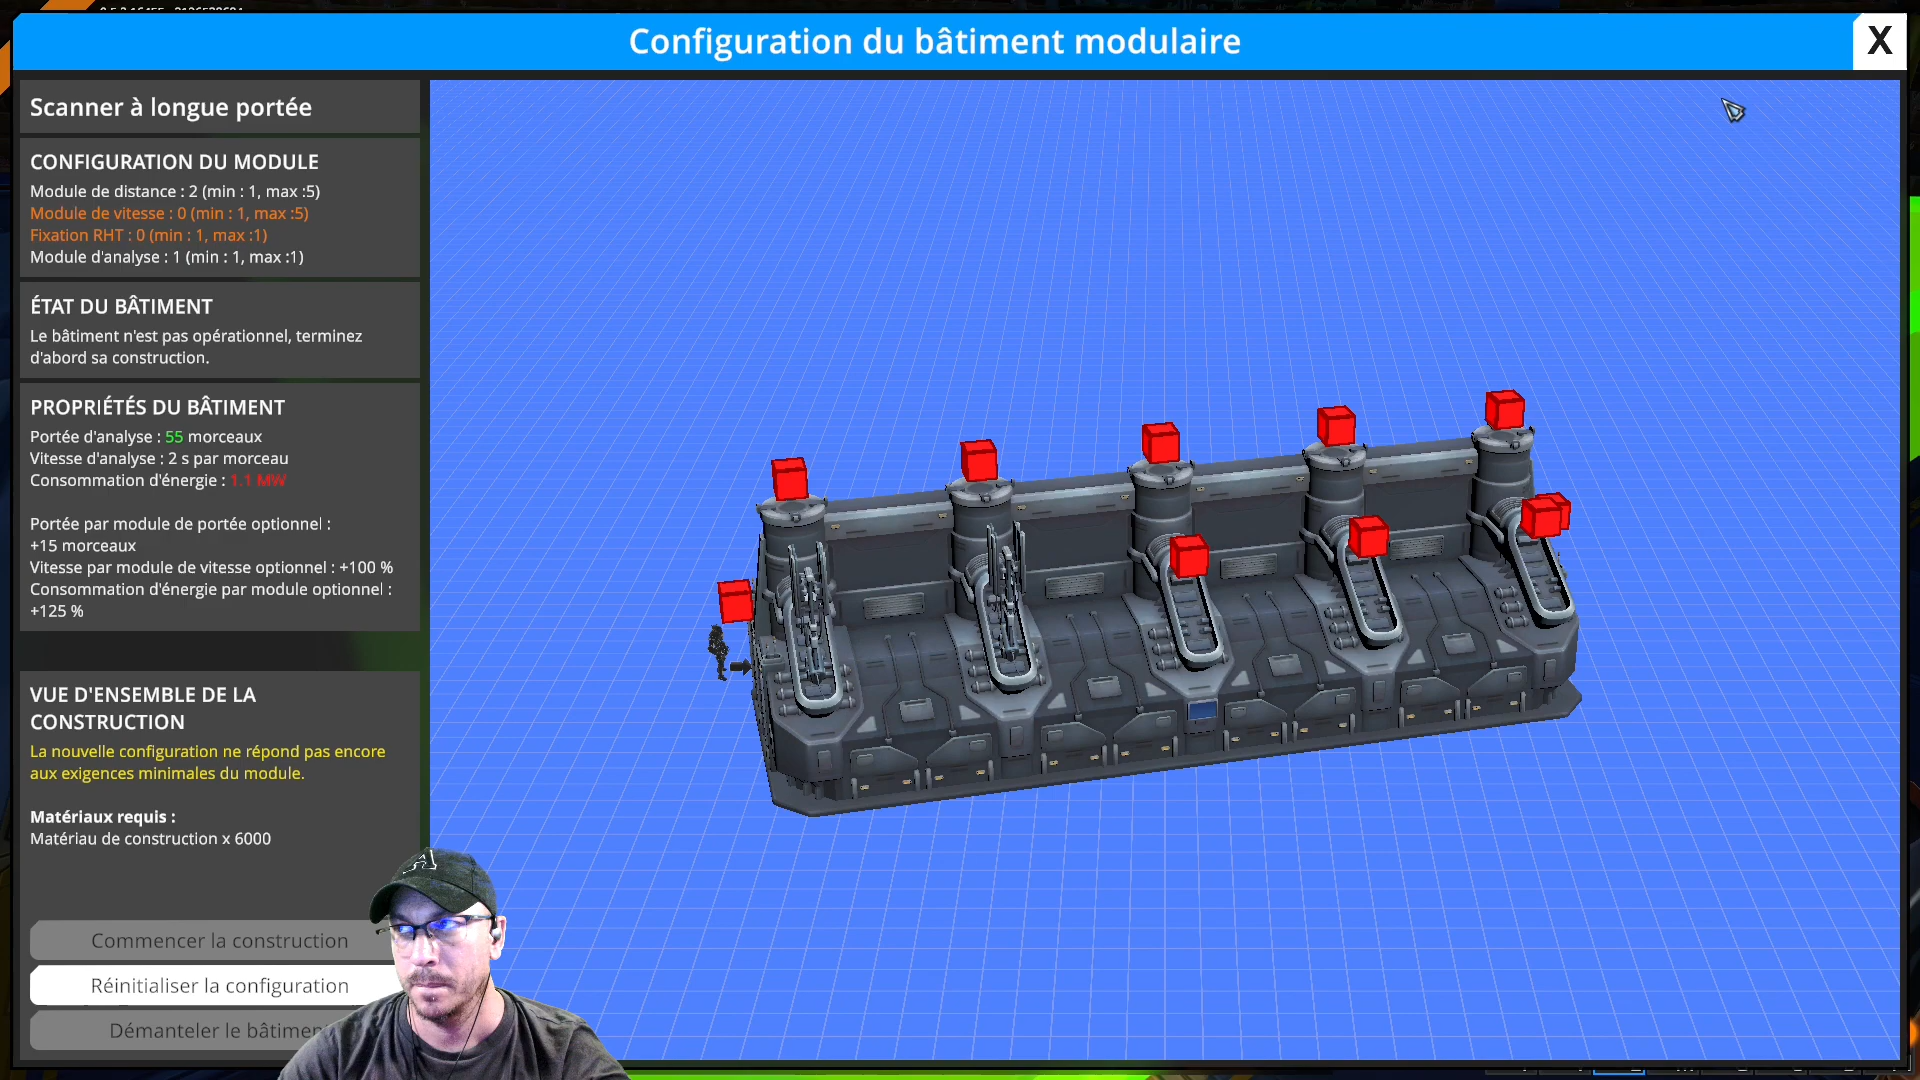 Configuration du bâtiment modulaire
X
Scanner à longue portée
CONFIGURATION DU MODULE
Module de distance : 2 (min : 1, max :5)
Module de vitesse : 0 (min : 1, max :5)
Fixation RHT : 0 (min : 1, max :1)
Module d'analyse : 1 (min : 1, max :1)
ÉTAT DU BÂTIMENT
Le bâtiment n'est pas opérationnel, terminez
d'abord sa construction.
PROPRIÉTÉS DU BÂTIMENT
Portée d'analyse : 55 morceaux
Vitesse d'analyse : 2 s par morceau
Consommation d'énergie : 1.1 MW
Portée par module de portée optionnel :
+15 morceaux
Vitesse par module de vitesse optionnel : +100 %
Consommation d'énergie par module optionnel :
+125 %
VUE D'ENSEMBLE DE LA
CONSTRUCTION
La nouvelle configuration ne répond pas encore
aux exigences minimales du module.
Matériaux requis :
Matériau de construction x 6000
Commencer la construction
Réinitialiser la configuration
Démanteler le bâtimen